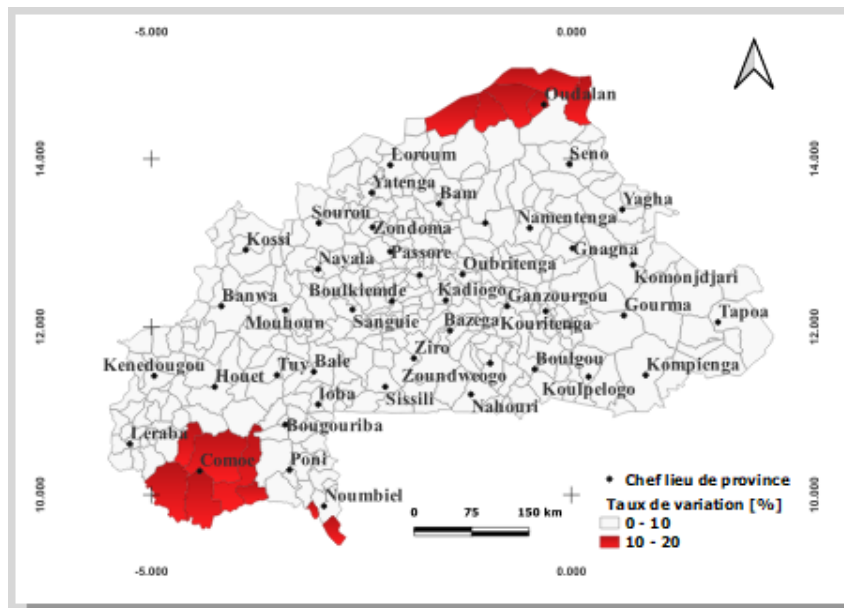 -5.000 0.000
Oudalan
14.000 14.000
Loroum Seno
Yatenga
Bam Yagha
Sourou Namentenga
Zondoma
Kossi Passore Gnagna
Nayala Oubritenga Komonjdjari
Banwa Boulkiemde Kadiogo Ganzourgou Gourma Tapoa
12.000 12.000
Mouhoun Sanguie Bazega Kouritenga
Ziro
Kenedougou Tuy Bale Boulgou Kompienga
Houet Zoundweogo Koulpelogo
Ioba Sissili Nahouri
Bougouriba
Leraba
Comoe Poni
Chef lieu de province
Noumbiel Taux de variation [%]
10.000 10.000
0 75 150 km 0 - 10
10 - 20
-5.000 0.000